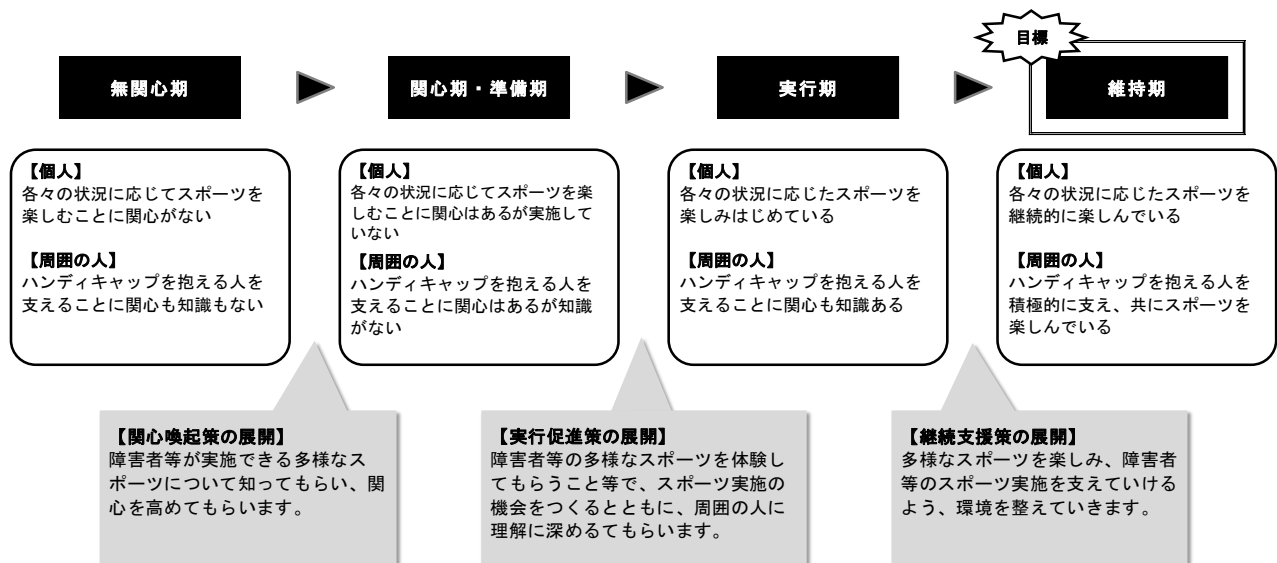 目標
無関心期
関心期・準備期
実行期
維持期
【個人】
各々の状況に応じてスポーツを
楽しむことに関心がない
【周囲の人】
ハンディキャップを抱える人を
支えることに関心も知識もない
【個人】
各々の状況に応じてスポーツを楽
しむことに関心はあるが実施して
いない
【周囲の人】
ハンディキャップを抱える人を
支えることに関心はあるが知識
がない
【個人】
各々の状況に応じたスポーツを
楽しみはじめている
【周囲の人】
ハンディキャップを抱える人を
支えることに関心も知識ある
【個人】
各々の状況に応じたスポーツを
継続的に楽しんでいる
【周囲の人】
ハンディキャップを抱える人を
積極的に支え、共にスポーツを
楽しんでいる
【関心喚起策の展開】
障害者等が実施できる多様なス
ポーツについて知ってもらい、関
心を高めてもらいます。
【実行促進策の展開】
障害者等の多様なスポーツを体験し
てもらうこと等で、スポーツ実施の
機会をつくるとともに、周囲の人に
理解に深めるてもらいます。
【継続支援策の展開】
多様なスポーツを楽しみ、障害者
等のスポーツ実施を支えていける
よう、環境を整えていきます。